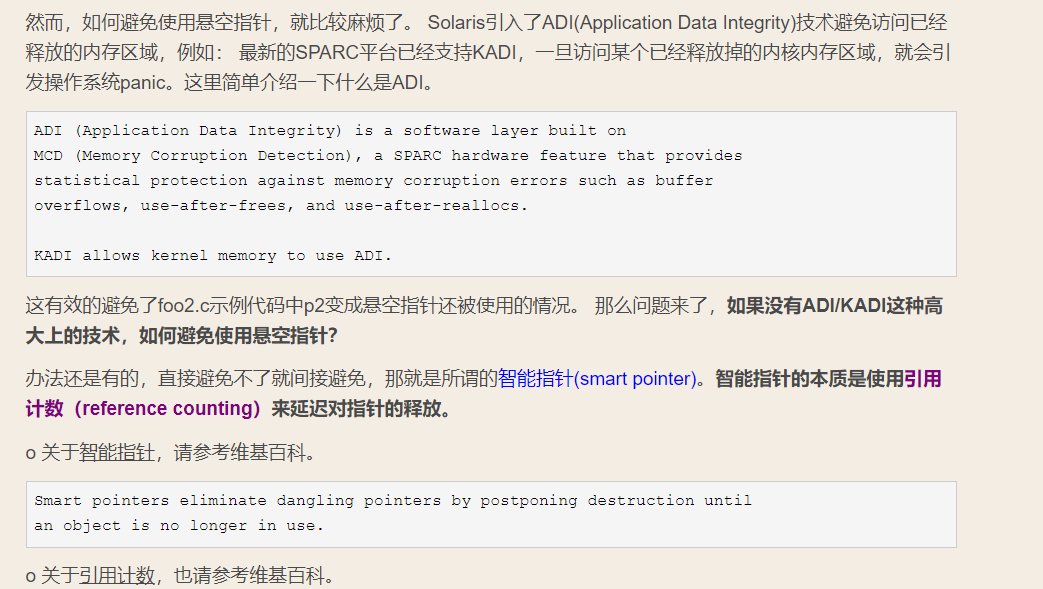 然而，如何避免使用悬空指针，就比较麻烦了。 Solaris引入了ADI(Application Data Integrity)技术避免访问已经
释放的内存区域，例如： 最新的SPARC平台已经支持KADI，一旦访问某个已经释放掉的内核内存区域，就会引
发操作系统panic。这里简单介绍一下什么是ADI。
ADI (Application Data Integrity) is a software layer built on
MCD (Memory Corruption Detection), a SPARC hardware feature that provides
statistical protection against memory corruption errors such as buffer
overflows, use-after-frees, and use-after-reallocs.
KADI allows kernel memory to use ADI.
这有效的避免了foo2.c示例代码中p2变成悬空指针还被使用的情况。 那么问题来了，如果没有ADI/KADI这种高
大上的技术，如何避免使用悬空指针?
办法还是有的，直接避免不了就间接避免，那就是所谓的智能指针(smart pointer)。智能指针的本质是使用引用
计数（reference counting）来延迟对指针的释放。
o 关于智能指针，请参考维基百科。
Smart pointers eliminate dangling pointers by postponing destruction until
an object is no longer in use.
o 关于引用计数，也请参考维基百科。